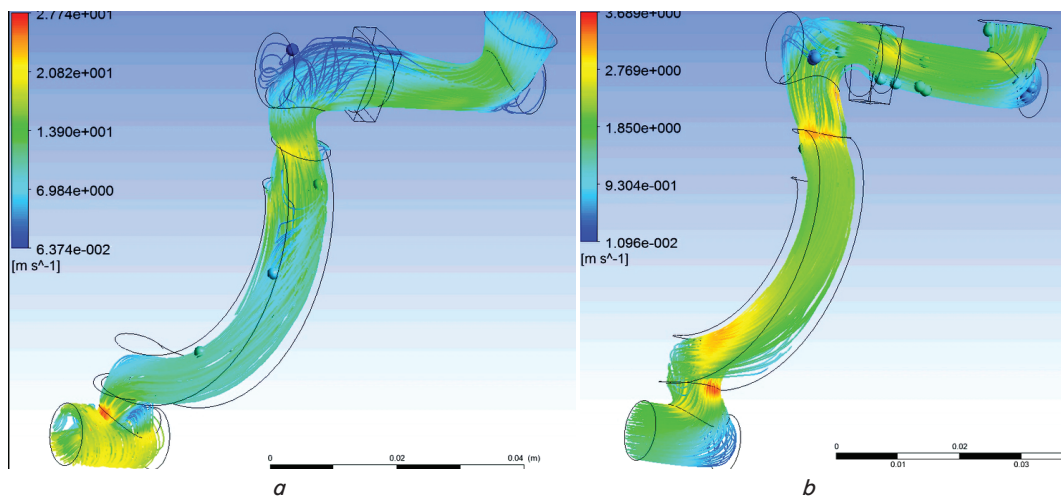 2.774e+001
2.082e+001
1.390e+001
6.984e+000
6.374e-002
[m s^-1]
0
0.02
0.04
(m)
a
3.689e+000
2.769e+000
1.850e+000
9.304e-001
1.096e-002
[m s^-1]
0
0.02
0.01
0.03
b